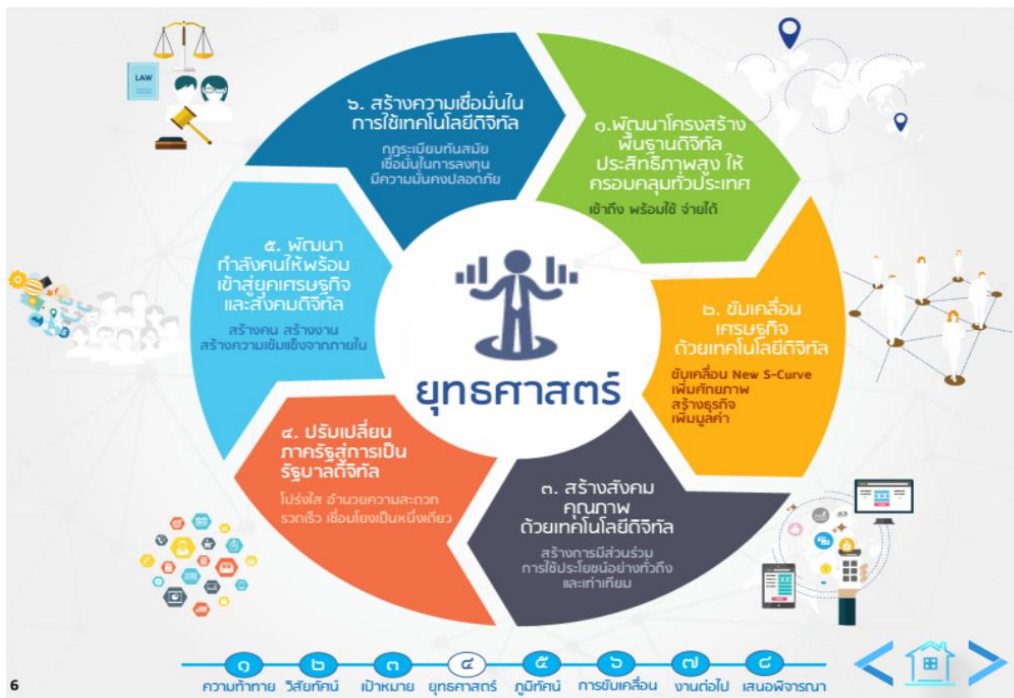 LAW
๖. สร้างความเชื่อมั่นใน
การใช้เทคโนโลยีดิจิทัล
กฎระเบียบทันสมัย
เชื่อมั่นในการลงทุน
มีความมั่นคงปลอดภัย
๑.พัฒนาโครงสร้าง
พื้นฐานดิจิทัล
ประสิทธิภาพสูง ให้
ครอบคลุมทั่วประเทศ
เข้าถึง พร้อมใช้ จ่ายได้
๒. ขับเคลื่อน
เศรษฐกิจ
ด้วยเทคโนโลยีดิจิทัล
ขับเคลื่อน New S-Curve
เพิ่มศักยภาพ
สร้างธุรกิจ
เพิ่มมูลค่า
๓. สร้างสังคม
คุณภาพ
ด้วยเทคโนโลยีดิจิทัล
สร้างการมีส่วนร่วม
การใช้ประโยชน์อย่างทั่วถึง
และเท่าเทียม
๔. ปรับเปลี่ยน
ภาครัฐสู่การเป็น
รัฐบาลดิจิทัล
โปร่งใส อำนวยความสะดวก
รวดเร็ว เชื่อมโยงเป็นหนึ่งเดียว
๕. พัฒนา
กำลังคนให้พร้อม
เข้าสู่ยุคเศรษฐกิจ
และสังคมดิจิทัล
สร้างคน สร้างงาน
สร้างความเข้มแข็งจากภายใน
ยุทธศาสตร์
๑ ๒ ๓ ๔ ๕ ๖ ๗ ๘
ความท้าทาย วิสัยทัศน์ เป้าหมาย ยุทธศาสตร์ ภูมิทัศน์ การขับเคลื่อน งานต่อไป เสนอพิจารณา
6